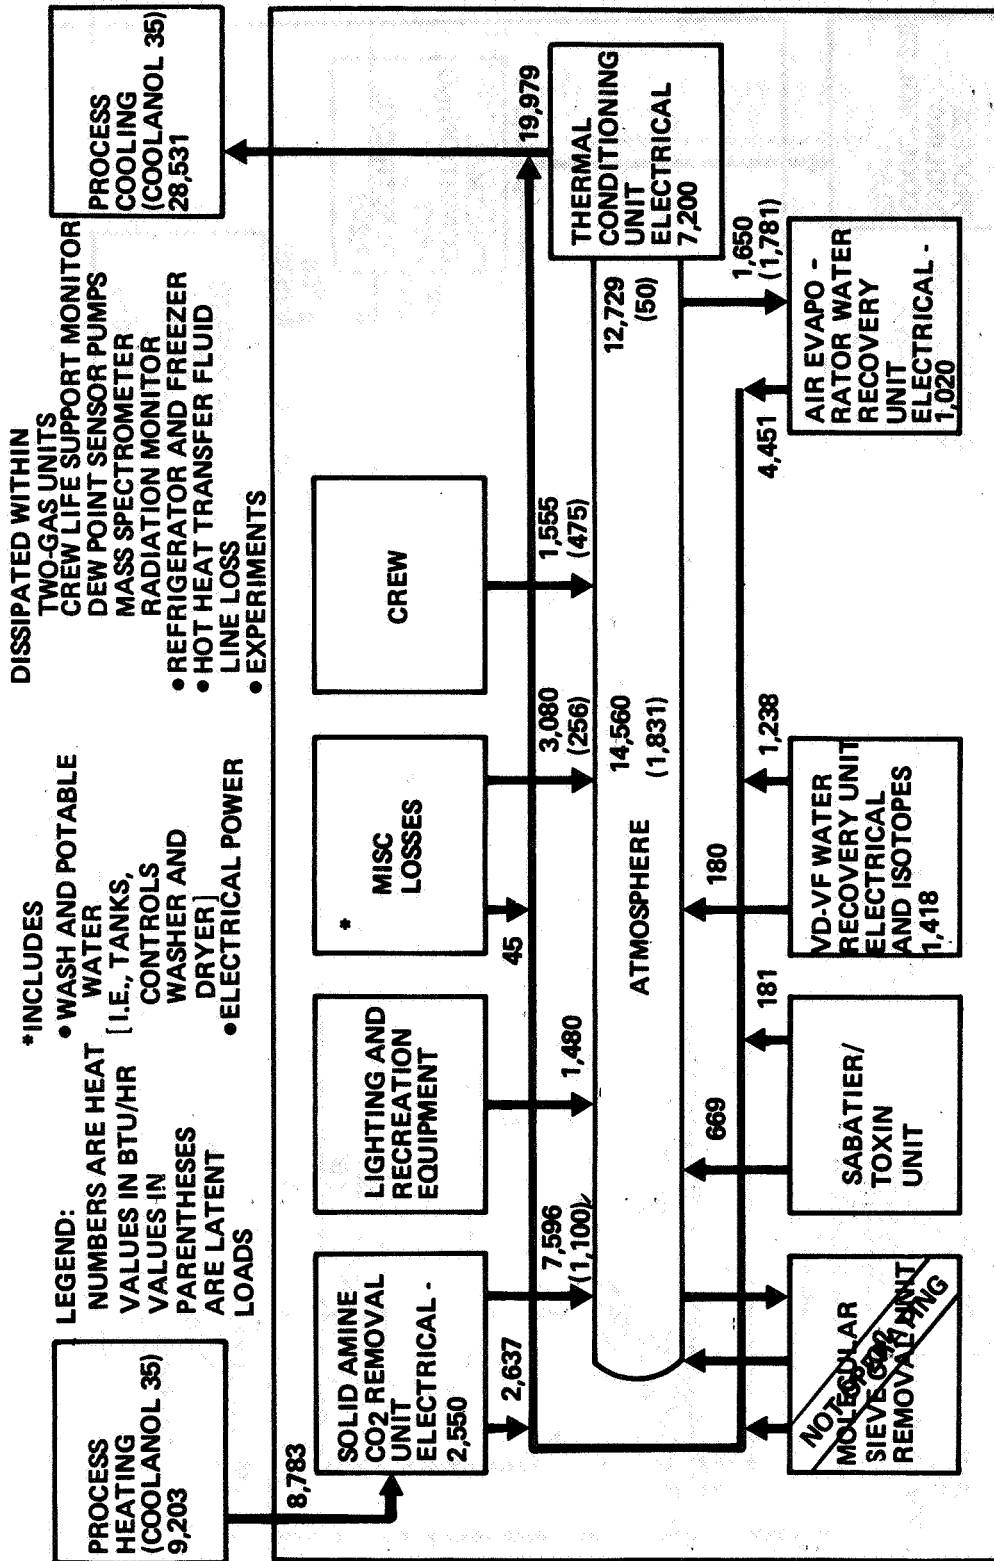 PROCESS
HEATING
(COOLANOL 35)
9,203
LEGEND:
NUMBERS ARE HEAT
VALUES IN BTU/HR
VALUES IN
PARENTHESES
ARE LATENT
LOADS
*INCLUDES
• WASH AND POTABLE
WATER
[I.E., TANKS,
CONTROLS
WASHER AND
DRYER]
•ELECTRICAL POWER
DISSIPATED WITHIN
TWO-GAS UNITS
CREW LIFE SUPPORT MONITOR
DEW POINT SENSOR PUMPS
MASS SPECTROMETER
RADIATION MONITOR
•REFRIGERATOR AND FREEZER
•HOT HEAT TRANSFER FLUID
LINE LOSS
• EXPERIMENTS
PROCESS
COOLING
(COOLANOL 35)
28,531
8,783
SOLID AMINE
CO2 REMOVAL
UNIT
ELECTRICAL -
2,550
LIGHTING AND
RECREATION
EQUIPMENT
*
MISC
LOSSES
CREW
2,637
7,596
(1,100)
1,480
45
3,080
(256)
1,555
(475)
19,979
THERMAL
CONDITIONING
UNIT
ELECTRICAL
7,200
ATMOSPHERE
14,560
(1,831)
12,729
(50)
669
181
180
1,238
4,451
1,650
(1,781)
MOLECULAR
SIEVE
REMOVAL UNIT
NOT OPERATING
SABATIER/
TOXIN
UNIT
VD-VF WATER
RECOVERY UNIT
ELECTRICAL
AND ISOTOPES
1,418
AIR EVAPO -
RATOR WATER
RECOVERY
UNIT
ELECTRICAL -
1,020